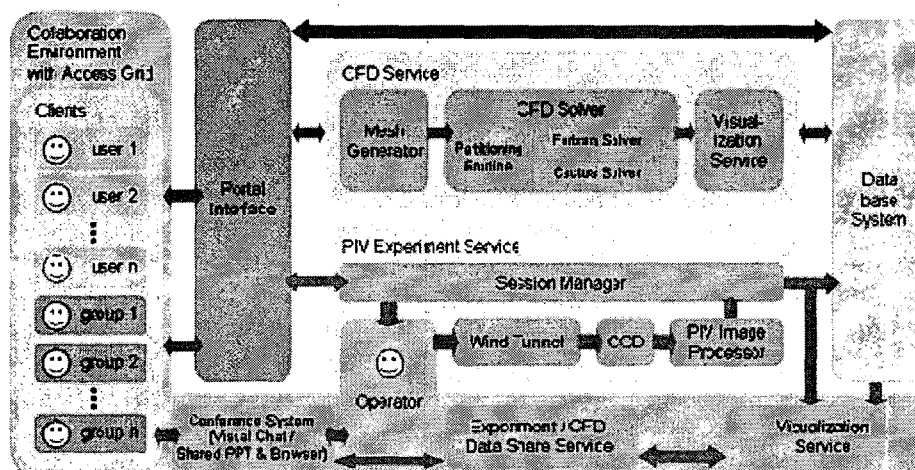 Colaboration
Environment
with Access Grid
Clients
user 1
user 2
user n
group 1
group 2
group n
Portal
Interface
CFD Service
Mesh
Generator
CFD Solver
Partitioning
Routine
Fortran Solver
Cactus Solver
Visual-
ization
Service
Data
base
System
PIV Experiment Service
Session Manager
Operator
Wind Tunnel
CCD
PIV Image
Processor
Conference System
(Visual Chat /
Shared PPT & Browser)
Experiment / CFD
Data Share Service
Visualization
Service